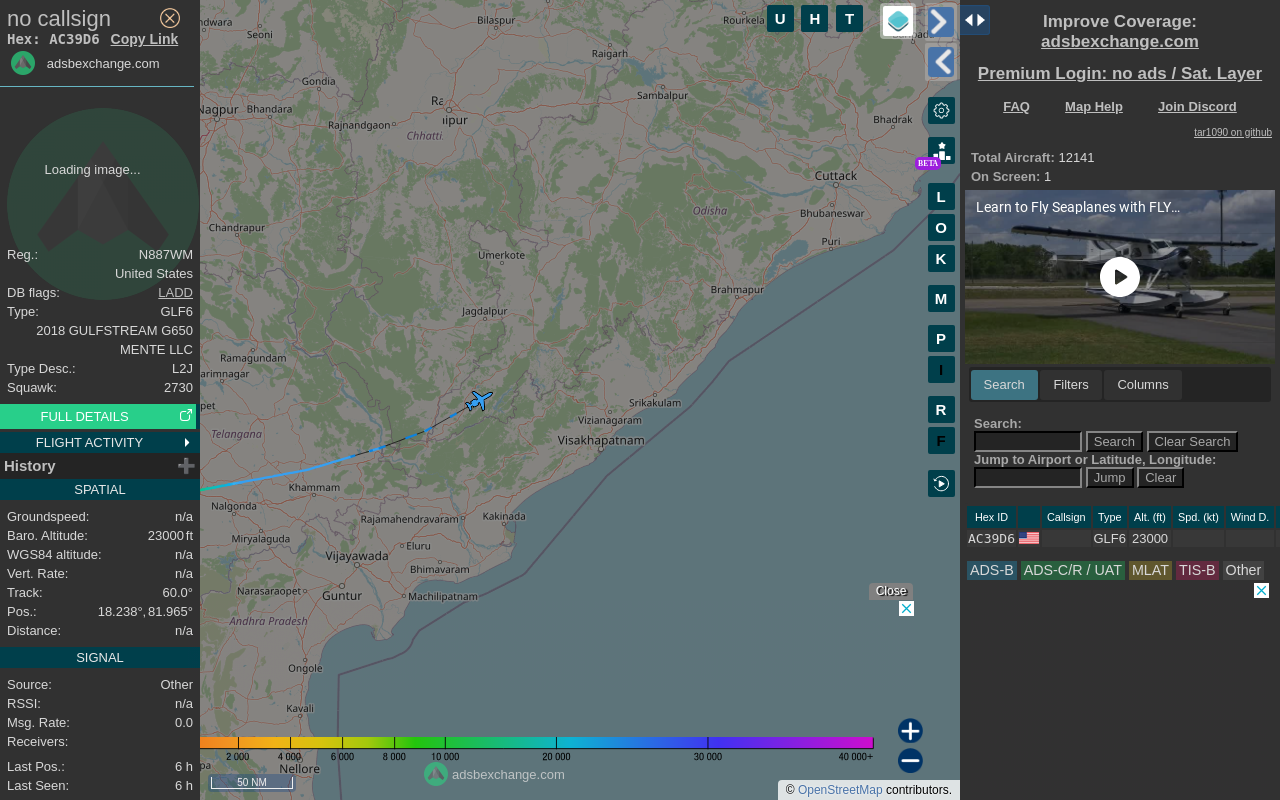 no callsign
Hex: AC39D6 Copy Link
adsbexchange.com
Loading image...
Reg.: N887WM
United States
DB flags: LADD
Type: GLF6
2018 GULFSTREAM G650
MENTE LLC
Type Desc.: L2J
Squawk: 2730
FULL DETAILS
FLIGHT ACTIVITY
History
SPATIAL
Groundspeed: n/a
Baro. Altitude: 23000 ft
WGS84 altitude: n/a
Vert. Rate: n/a
Track: 60.0°
Pos.: 18.238°, 81.965°
Distance: n/a
SIGNAL
Source: Other
RSSI: n/a
Msg. Rate: 0.0
Receivers:
Last Pos.: 6 h
Last Seen: 6 h
ndwara
Seoni
Bilaspur
Rourkela
Raigarh
Gondia
Sambalpur
Nagpur
Bhandara
Rajnandgaon
Ra
ipur
Chhatti
Bhadrak
Cuttack
Odisha
Bhubaneswar
Chandrapur
Puri
Umerkote
Brahmapur
Jagdalpur
Ramagundam
arimnagar
pet
Srikakulam
Vizianagaram
Visakhapatnam
Telangana
Khammam
Nalgonda
Rajamahendravaram
Kakinada
Miryalaguda
Eluru
Vijayawada
Bhimavaram
Narasaraopet
Guntur
Machilipatnam
Andhra Pradesh
Ongole
Kavali
pa
Nellore
U H T
BETA
L
O
K
M
P
I
R
F
Close
2 000 4 000 6 000 8 000 10 000 20 000 30 000 40 000+
50 NM
adsbexchange.com
© OpenStreetMap contributors.
Improve Coverage:
adsbexchange.com
Premium Login: no ads / Sat. Layer
FAQ Map Help Join Discord
tar1090 on github
Total Aircraft: 12141
On Screen: 1
Learn to Fly Seaplanes with FLY...
Search Filters Columns
Search:
Search Clear Search
Jump to Airport or Latitude, Longitude:
Jump Clear
Hex ID Callsign Type Alt. (ft) Spd. (kt) Wind D.
AC39D6 GLF6 23000
ADS-B ADS-C/R / UAT MLAT TIS-B Other